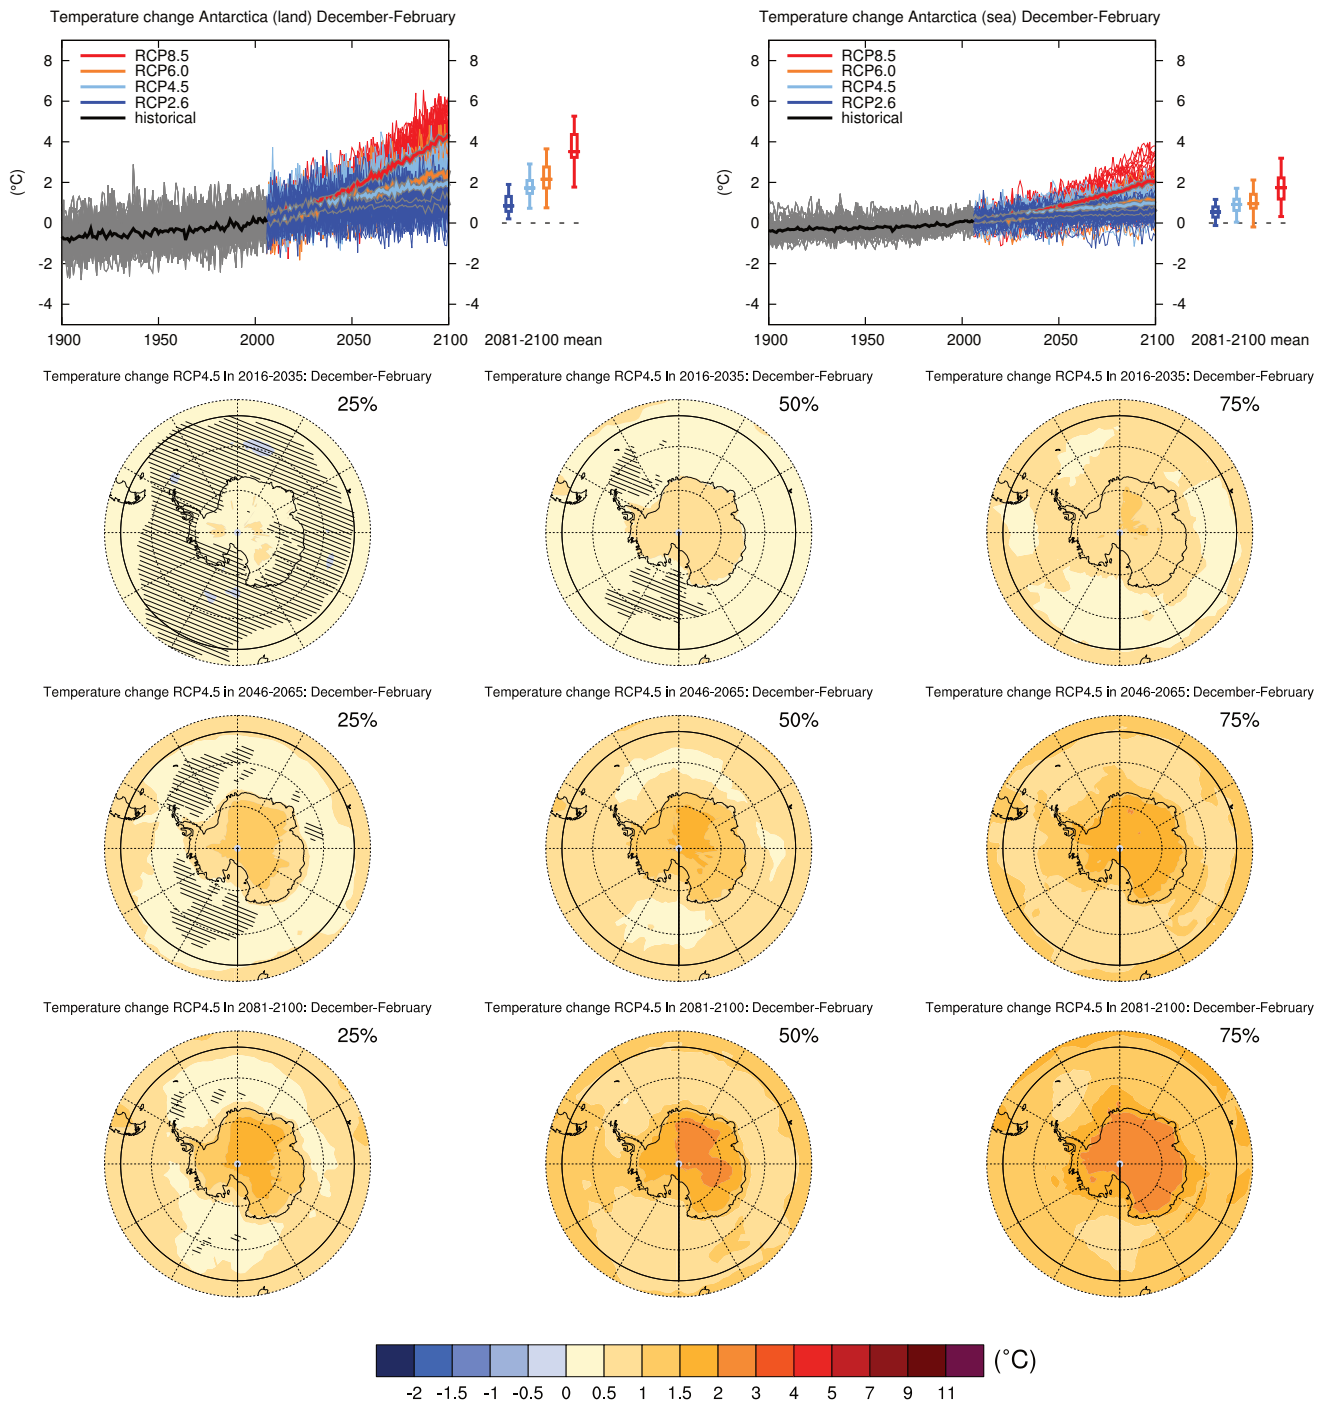 Temperature change Antarctica (land) December-February
(°C)
8
6
4
2
0
-2
-4
RCP8.5
RCP6.0
RCP4.5
RCP2.6
historical
8
6
4
2
0
-2
-4
1900 1950 2000 2050 2100 2081-2100 mean
Temperature change Antarctica (sea) December-February
(°C)
8
6
4
2
0
-2
-4
RCP8.5
RCP6.0
RCP4.5
RCP2.6
historical
8
6
4
2
0
-2
-4
1900 1950 2000 2050 2100 2081-2100 mean
Temperature change RCP4.5 in 2016-2035: December-February
25%
Temperature change RCP4.5 in 2016-2035: December-February
50%
Temperature change RCP4.5 in 2016-2035: December-February
75%
Temperature change RCP4.5 in 2046-2065: December-February
25%
Temperature change RCP4.5 in 2046-2065: December-February
50%
Temperature change RCP4.5 in 2046-2065: December-February
75%
Temperature change RCP4.5 in 2081-2100: December-February
25%
Temperature change RCP4.5 in 2081-2100: December-February
50%
Temperature change RCP4.5 in 2081-2100: December-February
75%
(°C)
-2 -1.5 -1 -0.5 0 0.5 1 1.5 2 3 4 5 7 9 11